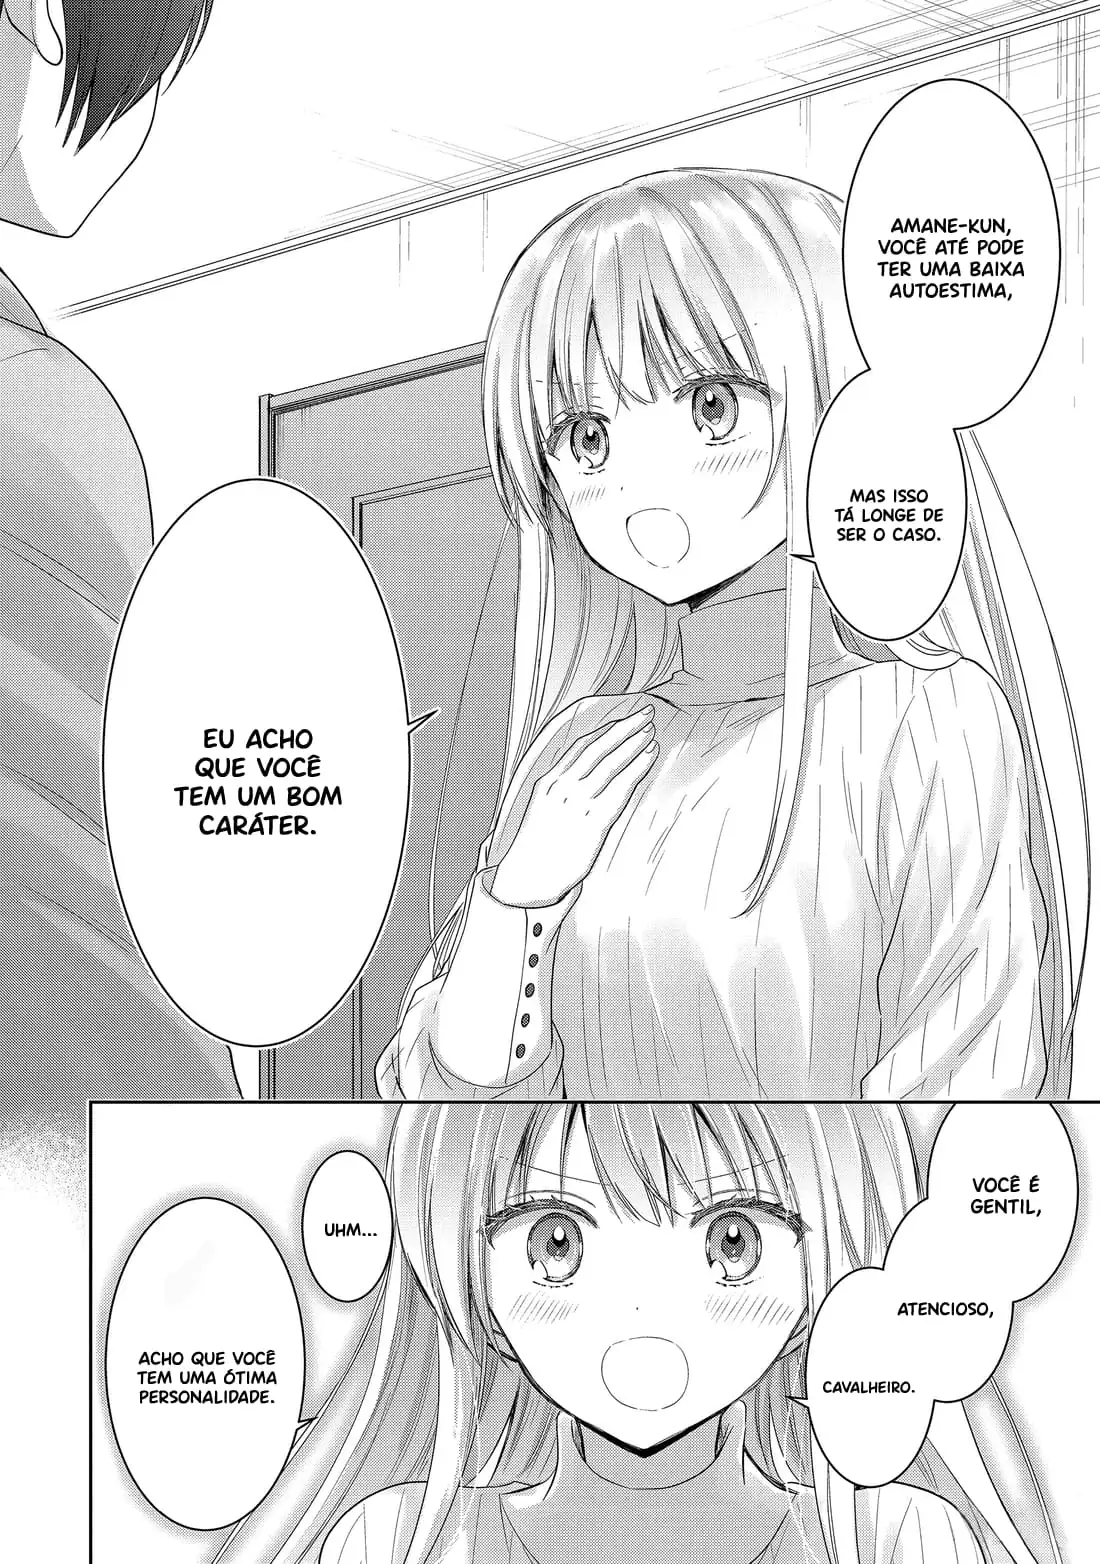 AMANE-KUN,
VOCÊ ATÉ PODE
TER UMA BAIXA
AUTOESTIMA,
MAS ISSO
TÁ LONGE DE
SER O CASO.
EU ACHO
QUE VOCÊ
TEM UM BOM
CARÁTER.
VOCÊ É
GENTIL,
ATENCIOSO,
CAVALHEIRO.
UHM...
ACHO QUE VOCÊ
TEM UMA ÓTIMA
PERSONALIDADE.